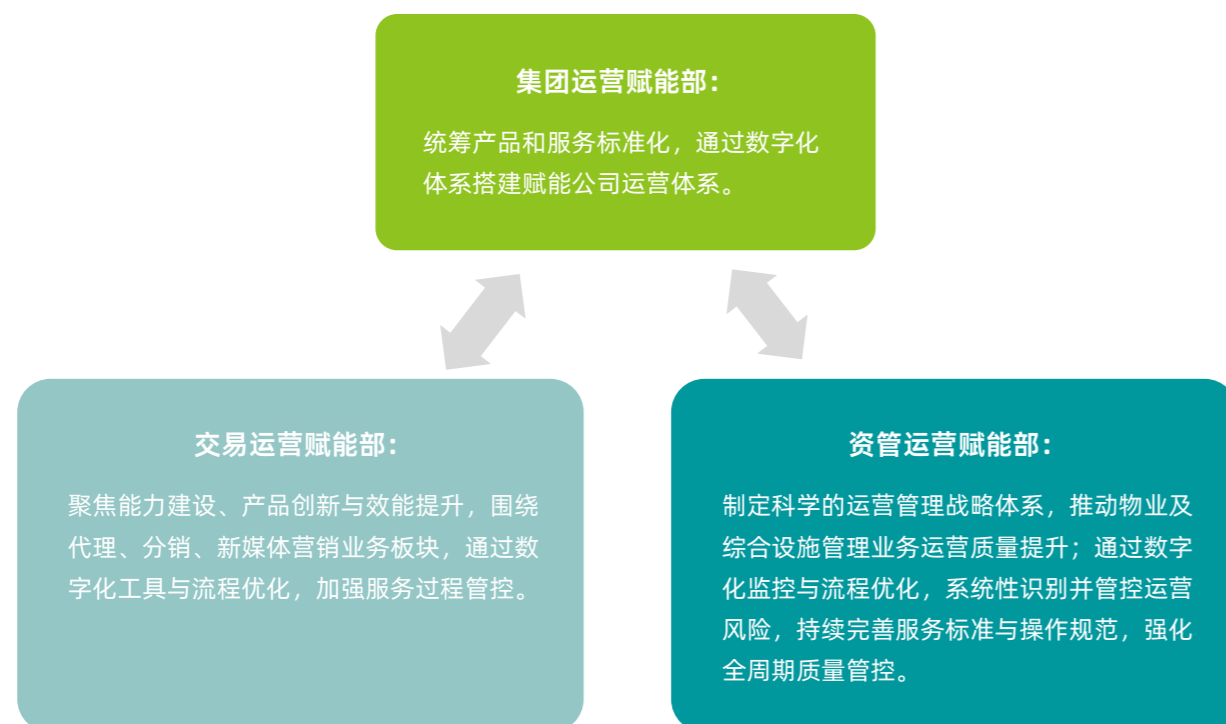 集团运营赋能部：
统筹产品和服务标准化，通过数字化
体系搭建赋能公司运营体系。
交易运营赋能部：
聚焦能力建设、产品创新与效能提升，围绕
代理、分销、新媒体营销业务板块，通过数
字化工具与流程优化，加强服务过程管控。
资管运营赋能部：
制定科学的运营管理战略体系，推动物业及
综合设施管理业务运营质量提升；通过数字
化监控与流程优化，系统性识别并管控运营
风险，持续完善服务标准与操作规范，强化
全周期质量管控。